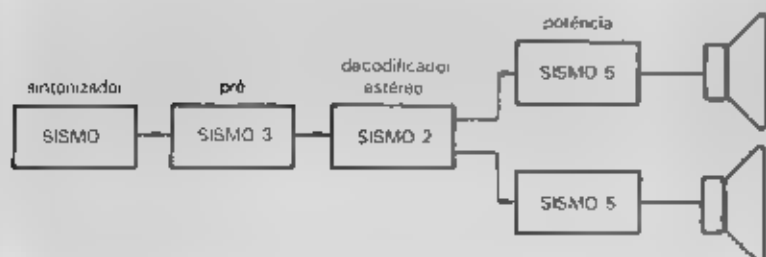 potência
decodificador
estéreo
sintonizador
pré
SISMO 5
SISMO
SISMO 3
SISMO 2
SISMO 5